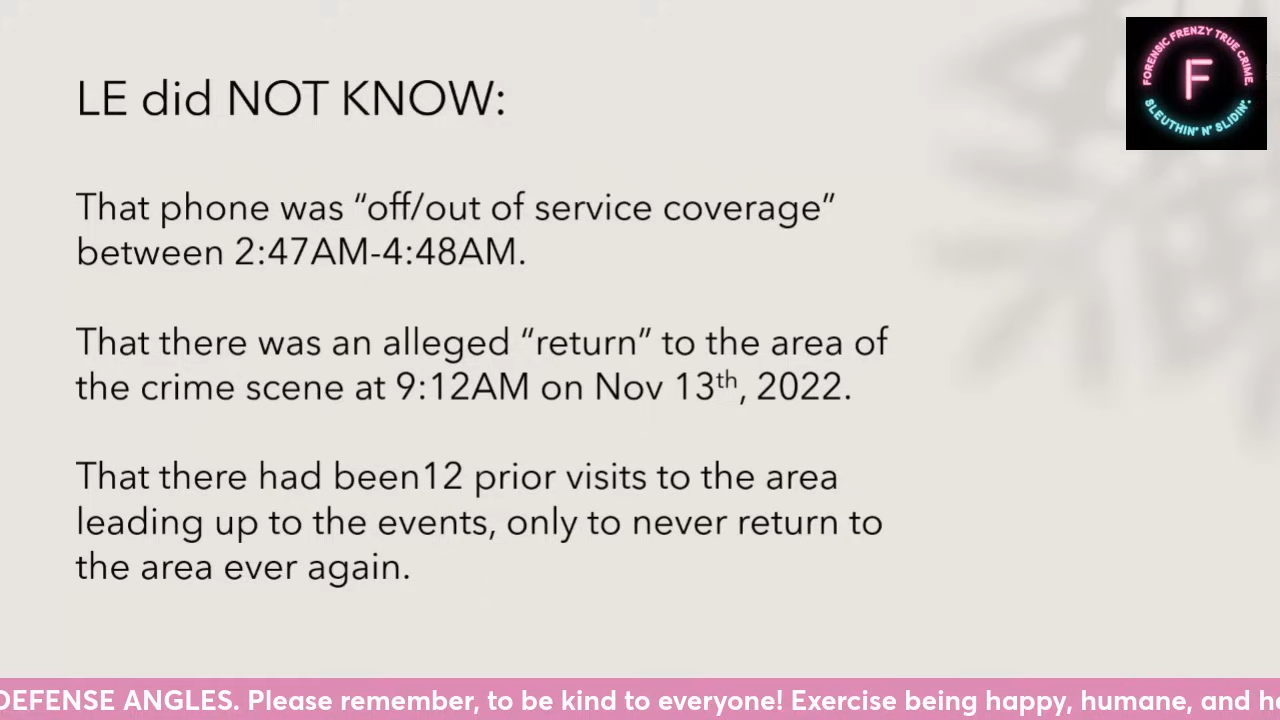 LE did NOT KNOW:
FORENSIC FRENZY TRUE CRIME.
F
SLEUTHIN' N' SLIDIN'.
That phone was “off/out of service coverage”
between 2:47AM-4:48AM.
That there was an alleged “return” to the area of
the crime scene at 9:12AM on Nov 13th, 2022.
That there had been12 prior visits to the area
leading up to the events, only to never return to
the area ever again.
DEFENSE ANGLES. Please remember, to be kind to everyone! Exercise being happy, humane, and